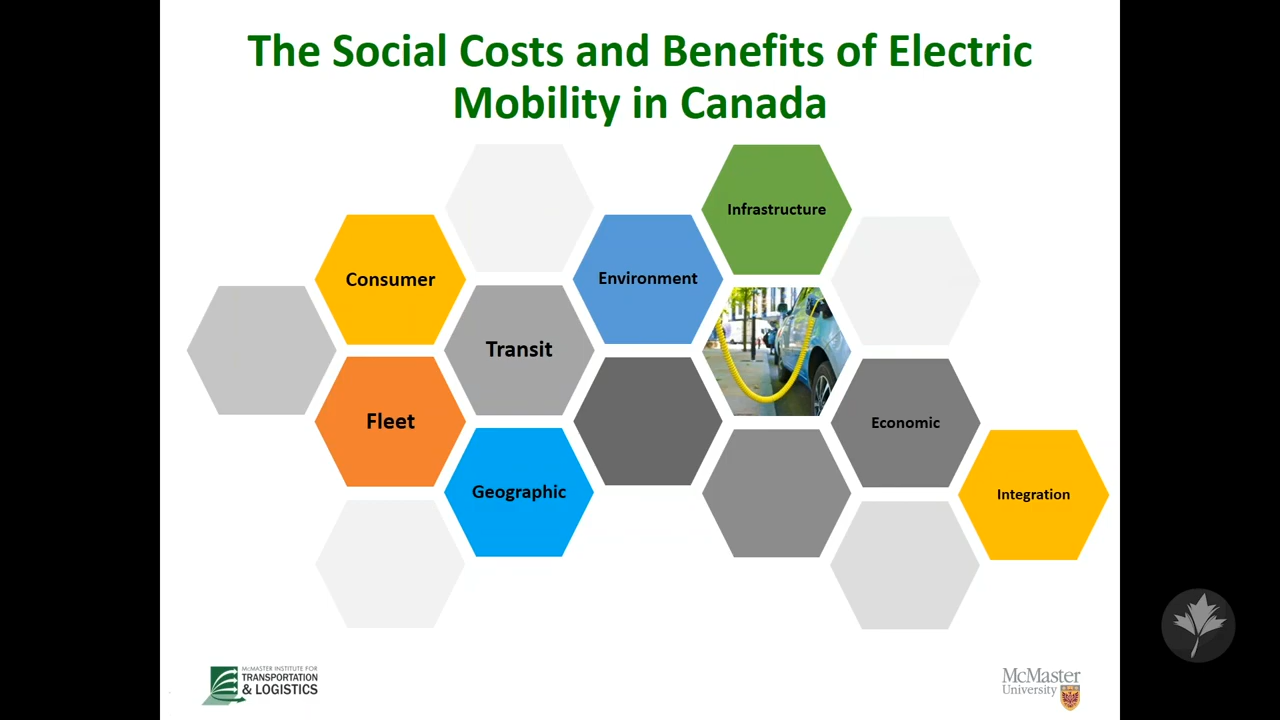 The Social Costs and Benefits of Electric
Mobility in Canada
Infrastructure
Consumer
Environment
Transit
Fleet
Economic
Geographic
Integration
McMASTER INSTITUTE FOR
TRANSPORTATION
& LOGISTICS
McMaster
University